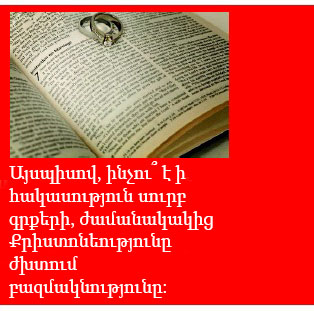 Այսպիսով, ինչու՞ է ի
հակասություն սուրբ
գրքերի, ժամանակակից
Քրիստոնեությունը
ժխտում
բազմակնությունը: